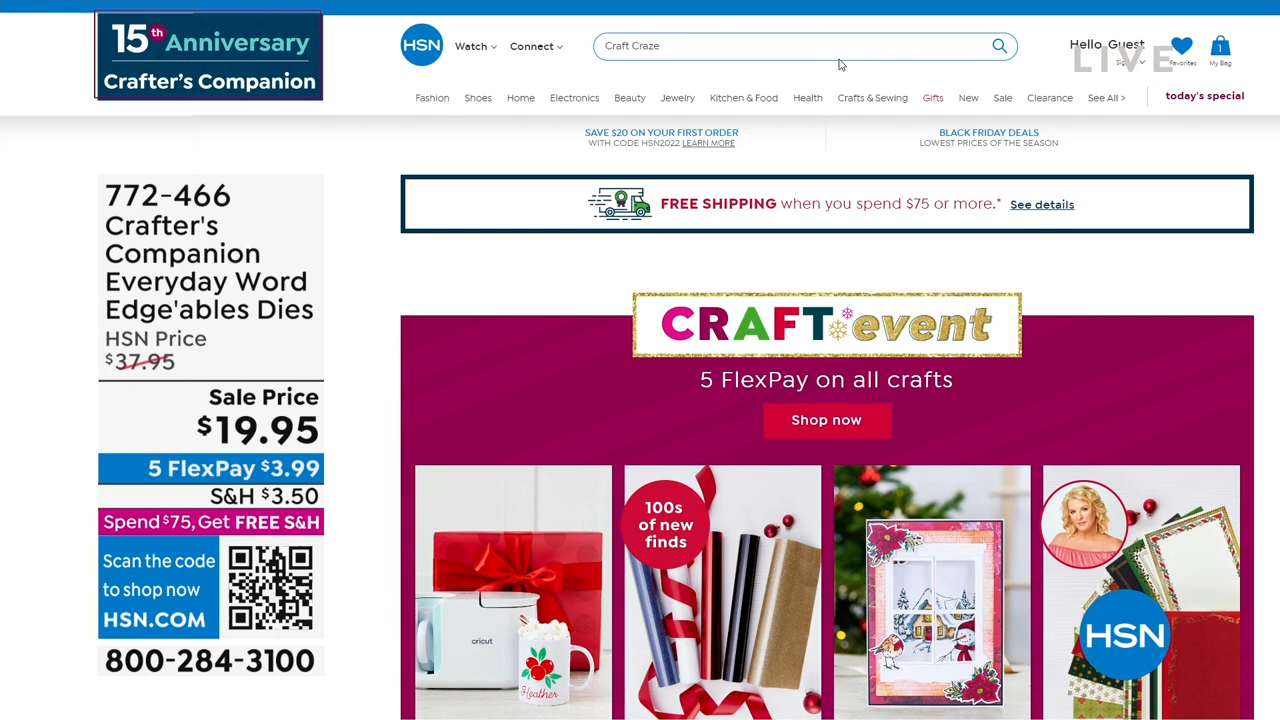 15th Anniversary
Crafter's Companion
772-466
Crafter's
Companion
Everyday Word
Edge'ables Dies
HSN Price
$37.95
Sale Price
$19.95
5 FlexPay $3.99
S&H $3.50
Spend $75, Get FREE S&H
Scan the code
to shop now
HSN.COM
800-284-3100
HSN
Watch
Connect
Craft Craze
Hello, Guest
LIVE
Favorites
1
My Bag
Fashion Shoes Home Electronics Beauty Jewelry Kitchen & Food Health Crafts & Sewing Gifts New Sale Clearance See All >
today's special
SAVE $20 ON YOUR FIRST ORDER
WITH CODE HSN2022 LEARN MORE
BLACK FRIDAY DEALS
LOWEST PRICES OF THE SEASON
FREE SHIPPING when you spend $75 or more.* See details
CRAFT event
5 FlexPay on all crafts
Shop now
cricut
Heather
100s
of new
finds
HSN